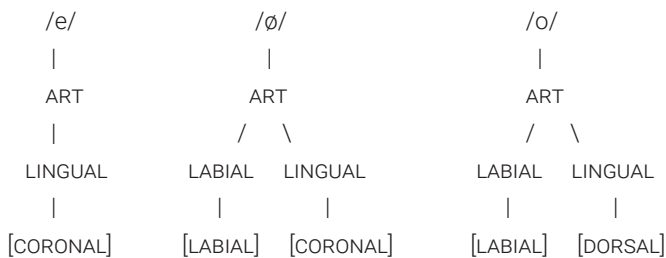 /e/ /ø/ /o/
| | |
ART ART ART
| / \ / \
LINGUAL LABIAL LINGUAL LABIAL LINGUAL
| | | | |
[CORONAL] [LABIAL] [CORONAL] [LABIAL] [DORSAL]